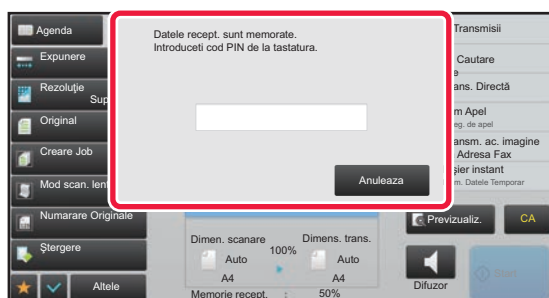 Agenda
Expunere
Rezoluție
Sup
Original
Creare Job
Mod scan. lent
Numarare Originale
Ștergere
Altele
Datele recept. sunt memorate.
Introduceti cod PIN de la tastatura.
Anuleaza
Transmisii
Cautare
e
ans. Directă
m Apel
eg. de apel
ansm. ac. imagine
Adresa Fax
șier instant
m. Datele Temporar
Previzualiz.
CA
Dimen. scanare
100%
Dimens. trans.
Auto
A4
Auto
A4
Memorie recept. : 50%
Difuzor
Start